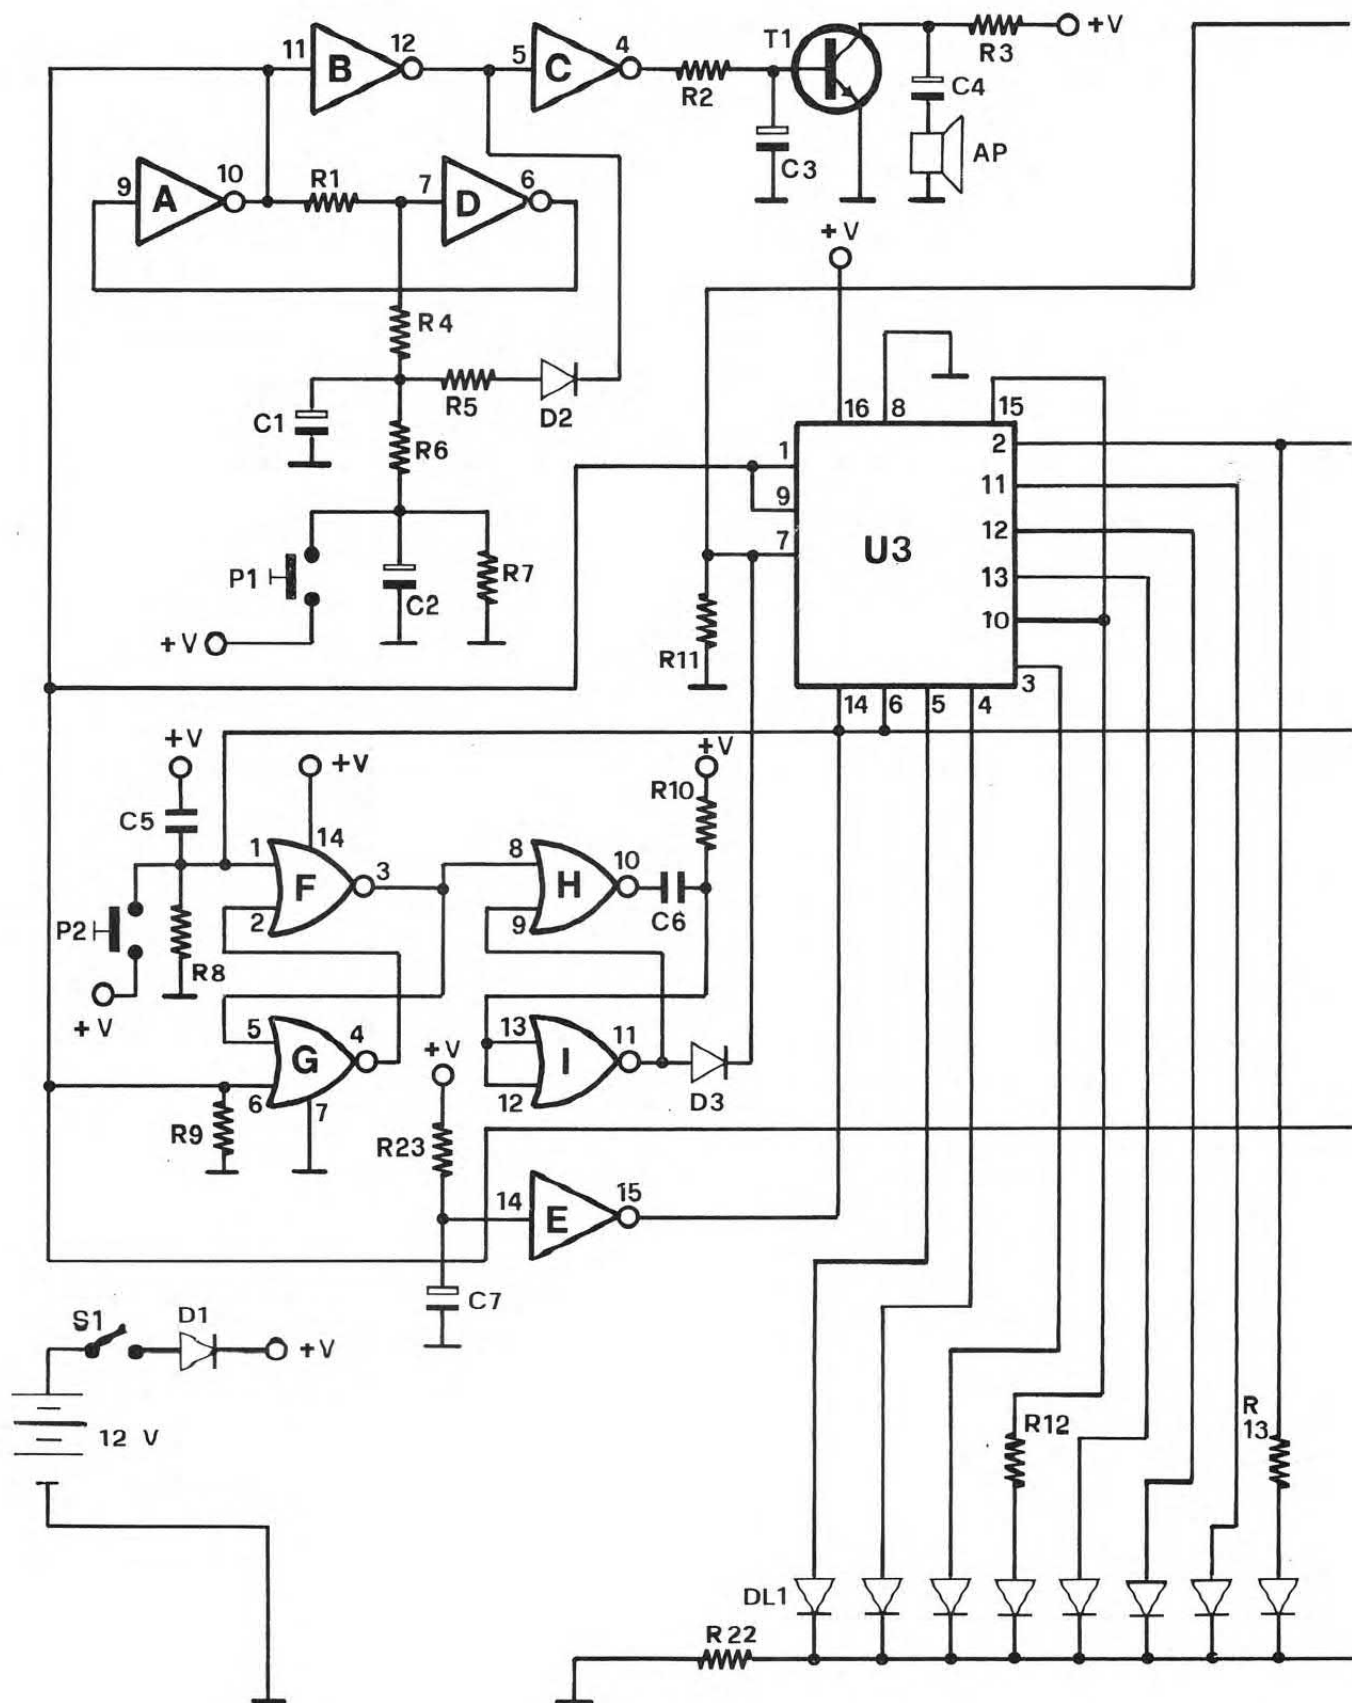 11 B 12 5 C 4 R2 T1 R3 +V
C4
C3 AP
9 A 10 R1 7 D 6
+V
R4
R5 D2
C1 R6
16 8 15
1 2
9 11
7 U3 12
13
10
P1 C2 R7
+V
R11
14 6 5 4 3
+V +V +V
R10
C5 1 14 F 3 8 H 10
P2 2 9 C6
R8
+V
5 G 4 +V 13 I 11
6 7 12 D3
R9 R23
14 E 15
C7
S1 D1 +V
12 V
R12 R
13
DL1
R22